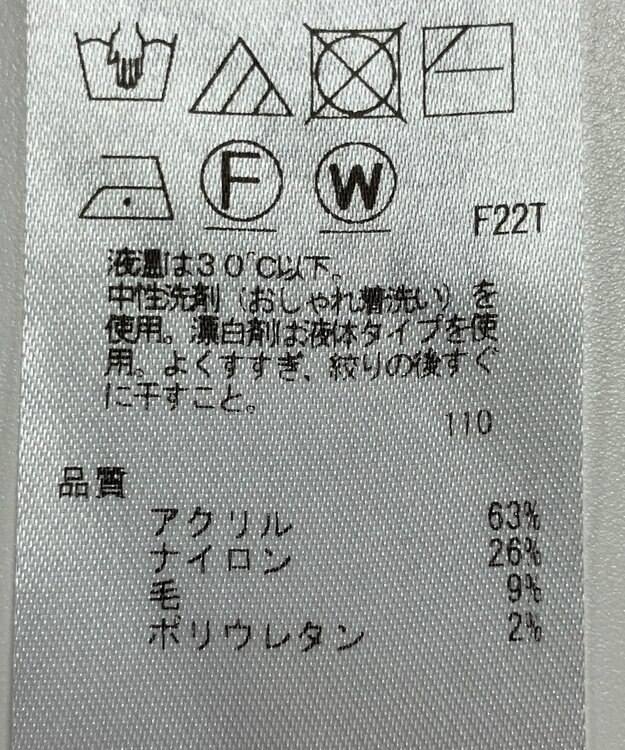 F
W
F22T
液温は30℃以下。
中性洗剤（おしゃれ着洗い）を
使用。漂白剤は液体タイプを使
用。よくすすぎ、絞りの後すぐ
に干すこと。
110
品質
アクリル 63%
ナイロン 26%
毛 9%
ポリウレタン 2%